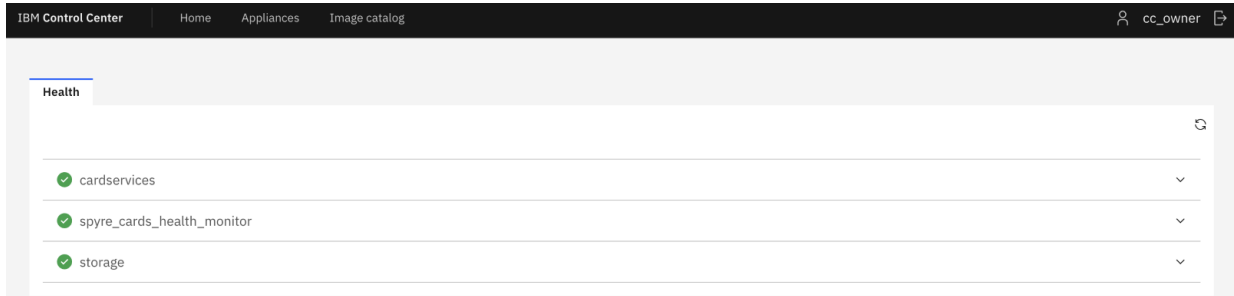 IBM Control Center Home Appliances Image catalog cc_owner
Health
cardservices
spyre_cards_health_monitor
storage